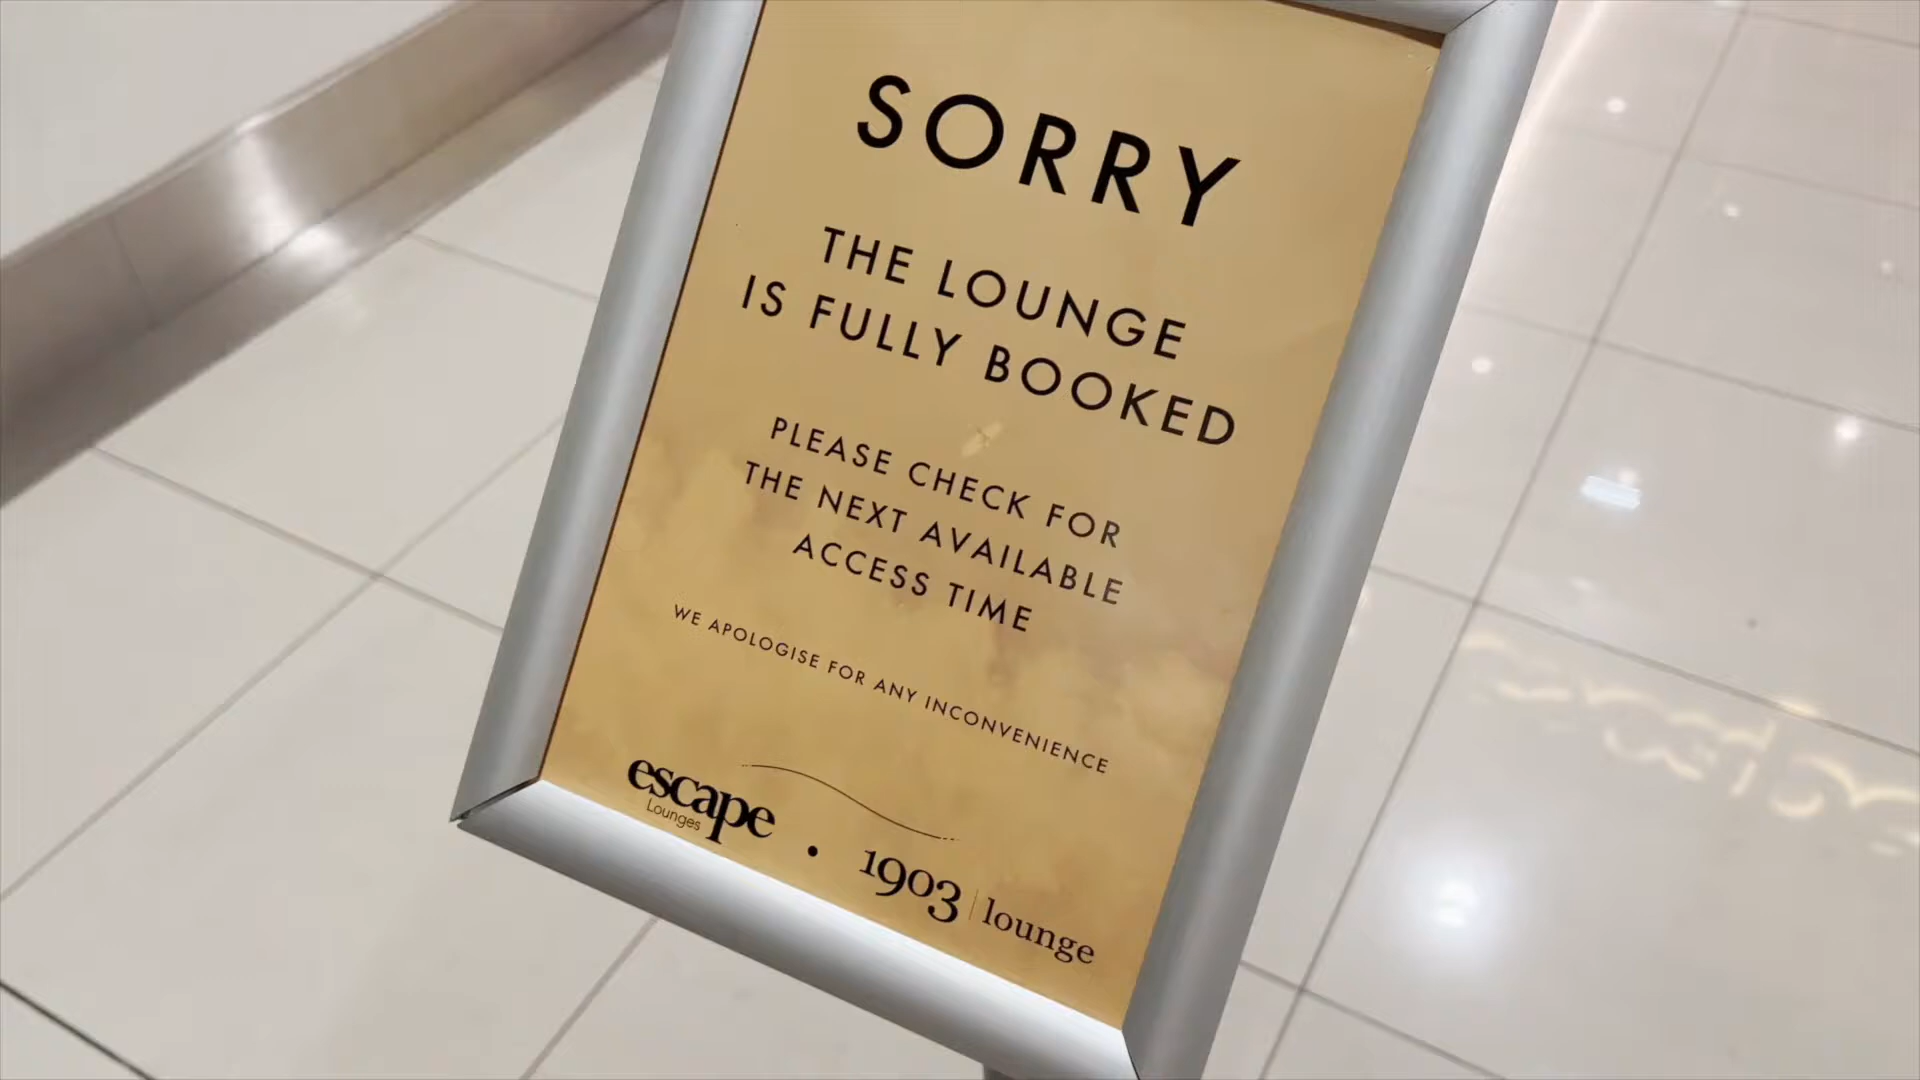 SORRY
THE LOUNGE
IS FULLY BOOKED
PLEASE CHECK FOR
THE NEXT AVAILABLE
ACCESS TIME
WE APOLOGISE FOR ANY INCONVENIENCE
escape
Lounges
1903 | lounge